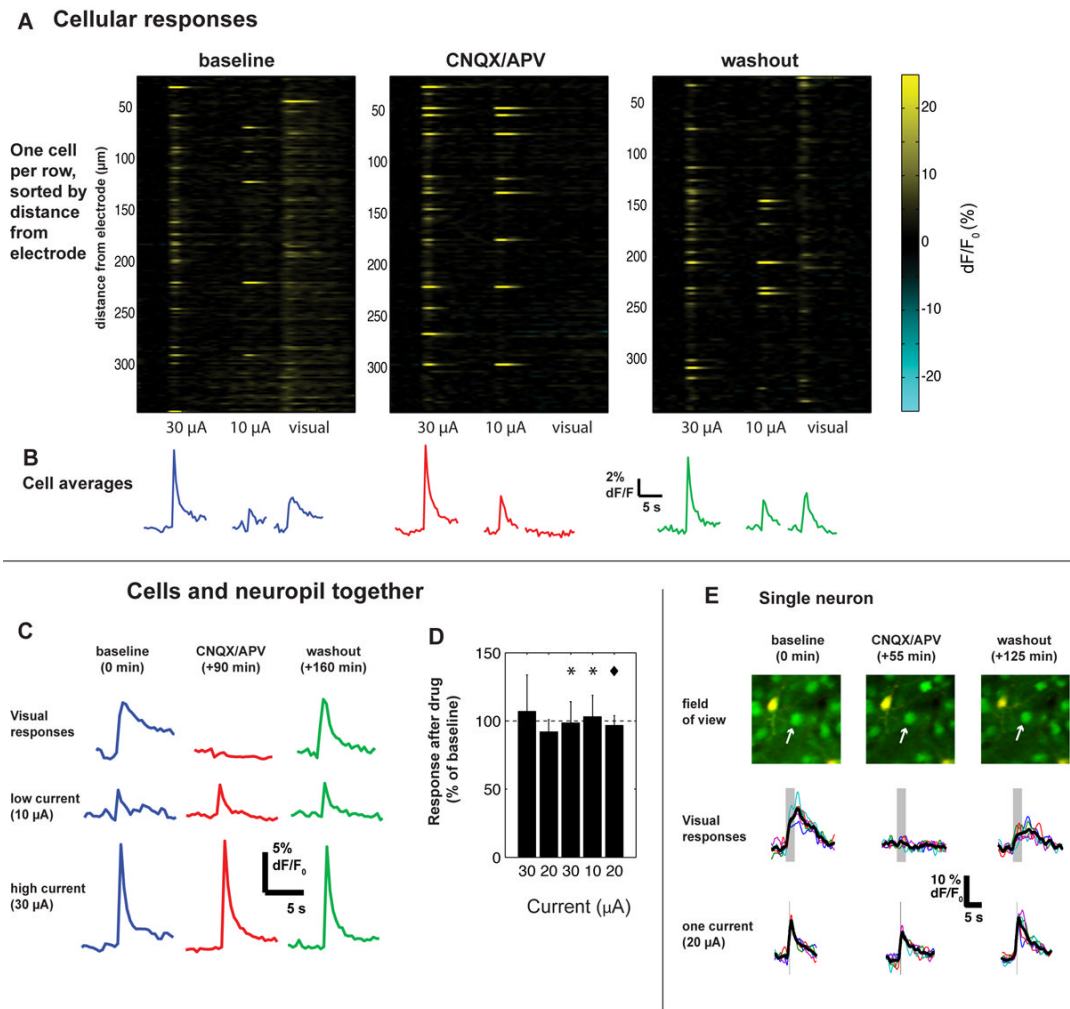 A Cellular responses
baseline
CNQX/APV
washout
One cell
per row,
sorted by
distance
from
electrode
distance from electrode (μm)
50
100
150
200
250
300
50
100
150
200
250
300
50
100
150
200
250
300
20
10
0
-10
-20
dF/F0 (%)
30 μA 10 μA visual
30 μA 10 μA visual
30 μA 10 μA visual
B
Cell averages
2%
dF/F
5 s
Cells and neuropil together
C
baseline
(0 min)
CNQX/APV
(+90 min)
washout
(+160 min)
Visual
responses
low current
(10 μA)
high current
(30 μA)
5%
dF/F0
5 s
D
Response after drug
(% of baseline)
150
100
50
0
* * ♦
30 20 30 10 20
Current (μA)
E Single neuron
baseline
(0 min)
CNQX/APV
(+55 min)
washout
(+125 min)
field
of view
Visual
responses
10 %
dF/F0
5 s
one current
(20 μA)